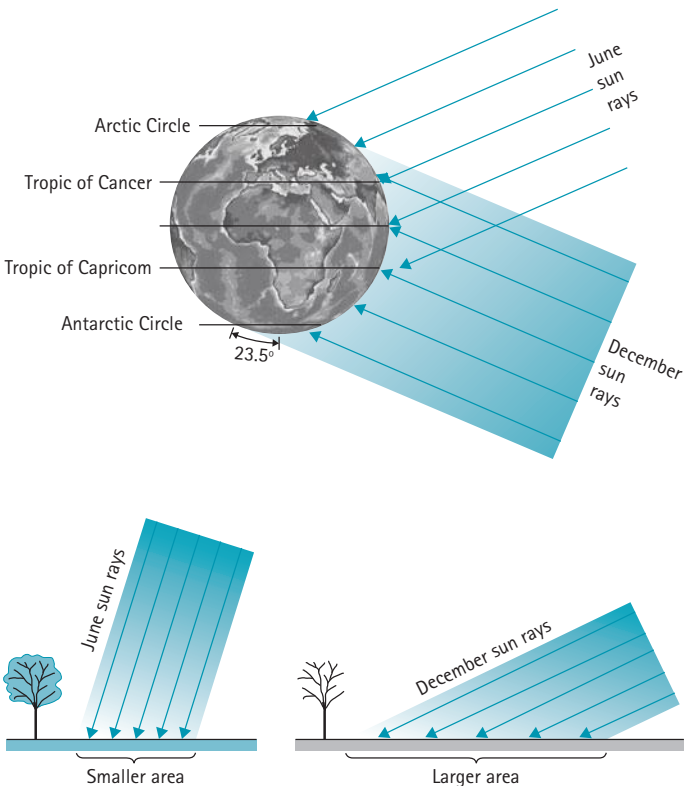 June
sun
rays
Arctic Circle
Tropic of Cancer
Tropic of Capricom
Antarctic Circle
23.5°
December
sun
rays
June sun rays
December sun rays
Smaller area
Larger area